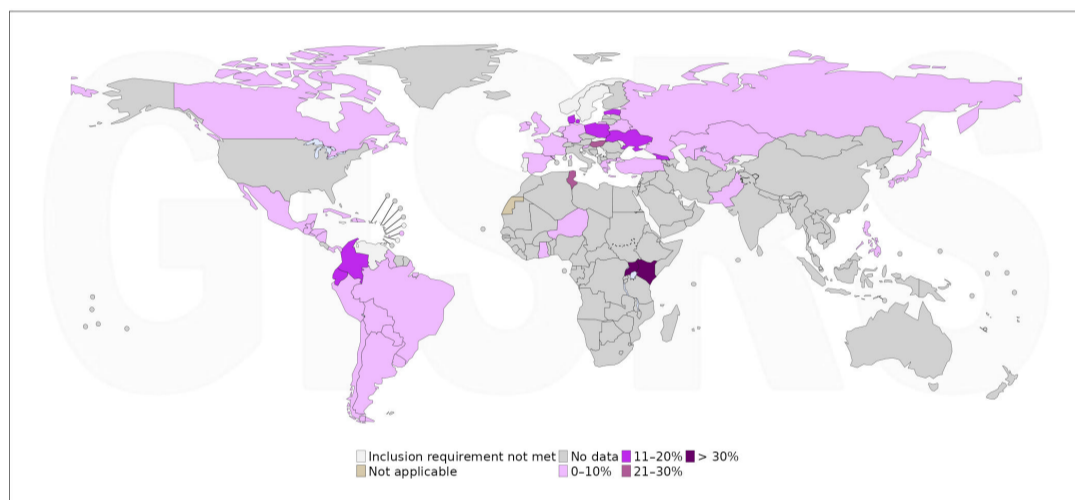 GISRS
Inclusion requirement not met No data 11–20% > 30%
Not applicable 0–10% 21–30%